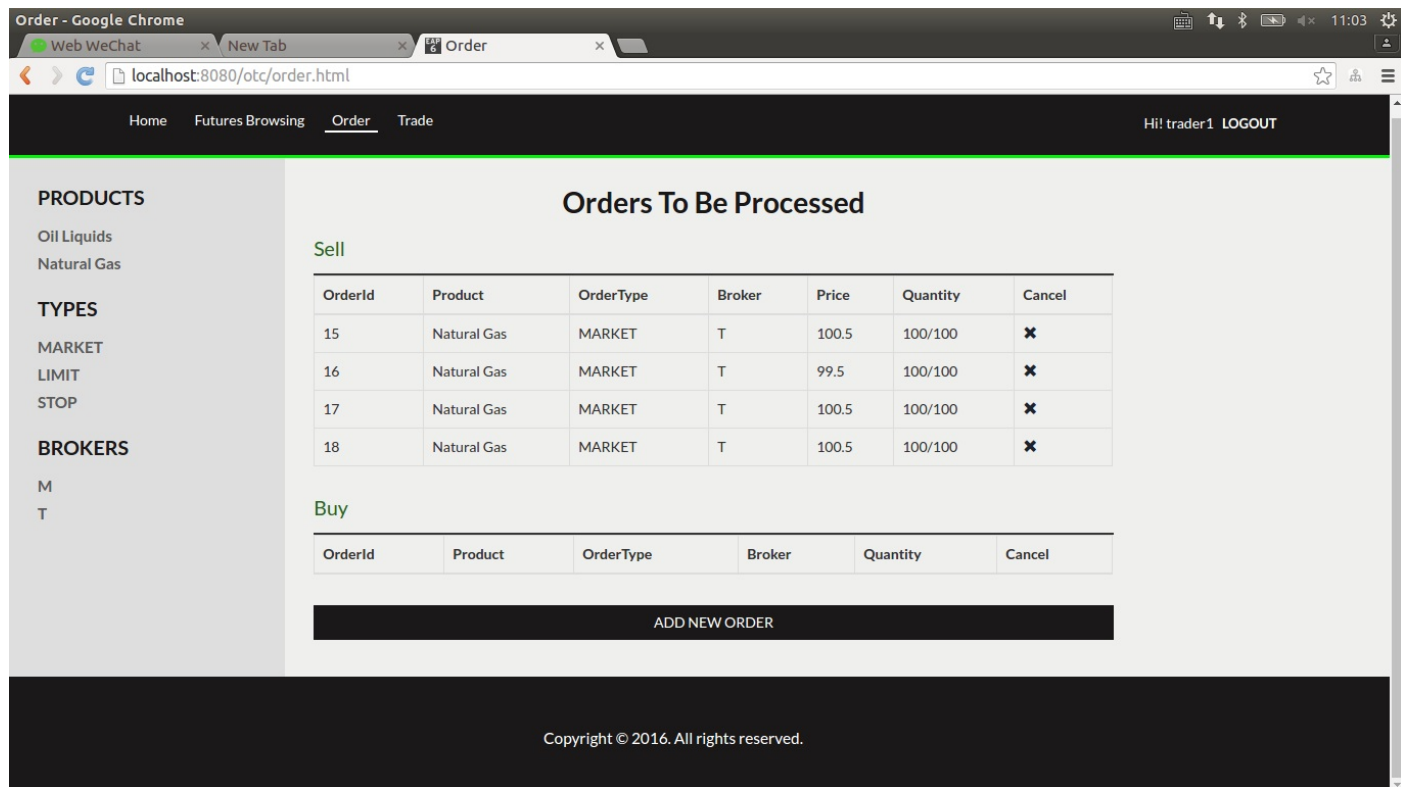 Order - Google Chrome 11:03
Web WeChat New Tab EAP 6 Order
localhost:8080/otc/order.html
Home Futures Browsing Order Trade Hi! trader1 LOGOUT
PRODUCTS
Oil Liquids
Natural Gas
TYPES
MARKET
LIMIT
STOP
BROKERS
M
T
Orders To Be Processed
Sell
OrderId Product OrderType Broker Price Quantity Cancel
15 Natural Gas MARKET T 100.5 100/100
16 Natural Gas MARKET T 99.5 100/100
17 Natural Gas MARKET T 100.5 100/100
18 Natural Gas MARKET T 100.5 100/100
Buy
OrderId Product OrderType Broker Quantity Cancel
ADD NEW ORDER
Copyright © 2016. All rights reserved.